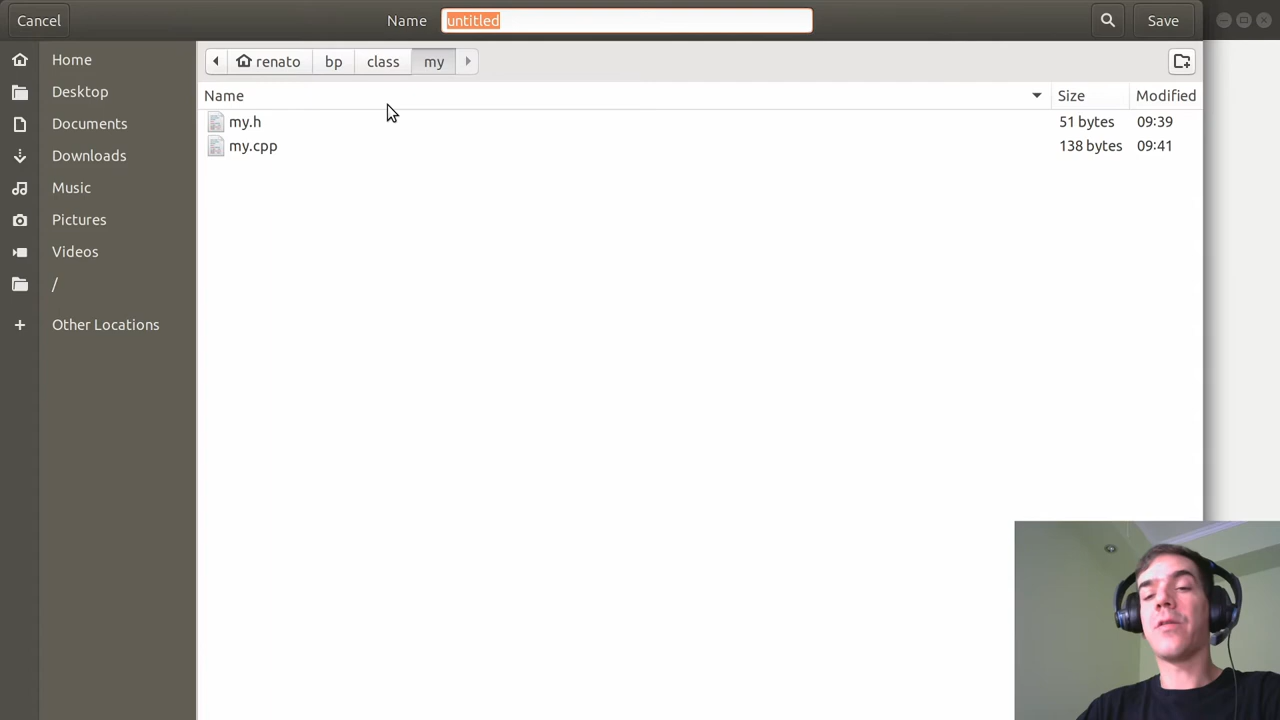 Cancel Name untitled Save
renato bp class my
Home
Desktop
Documents
Downloads
Music
Pictures
Videos
/
Other Locations
Name Size Modified
my.h 51 bytes 09:39
my.cpp 138 bytes 09:41